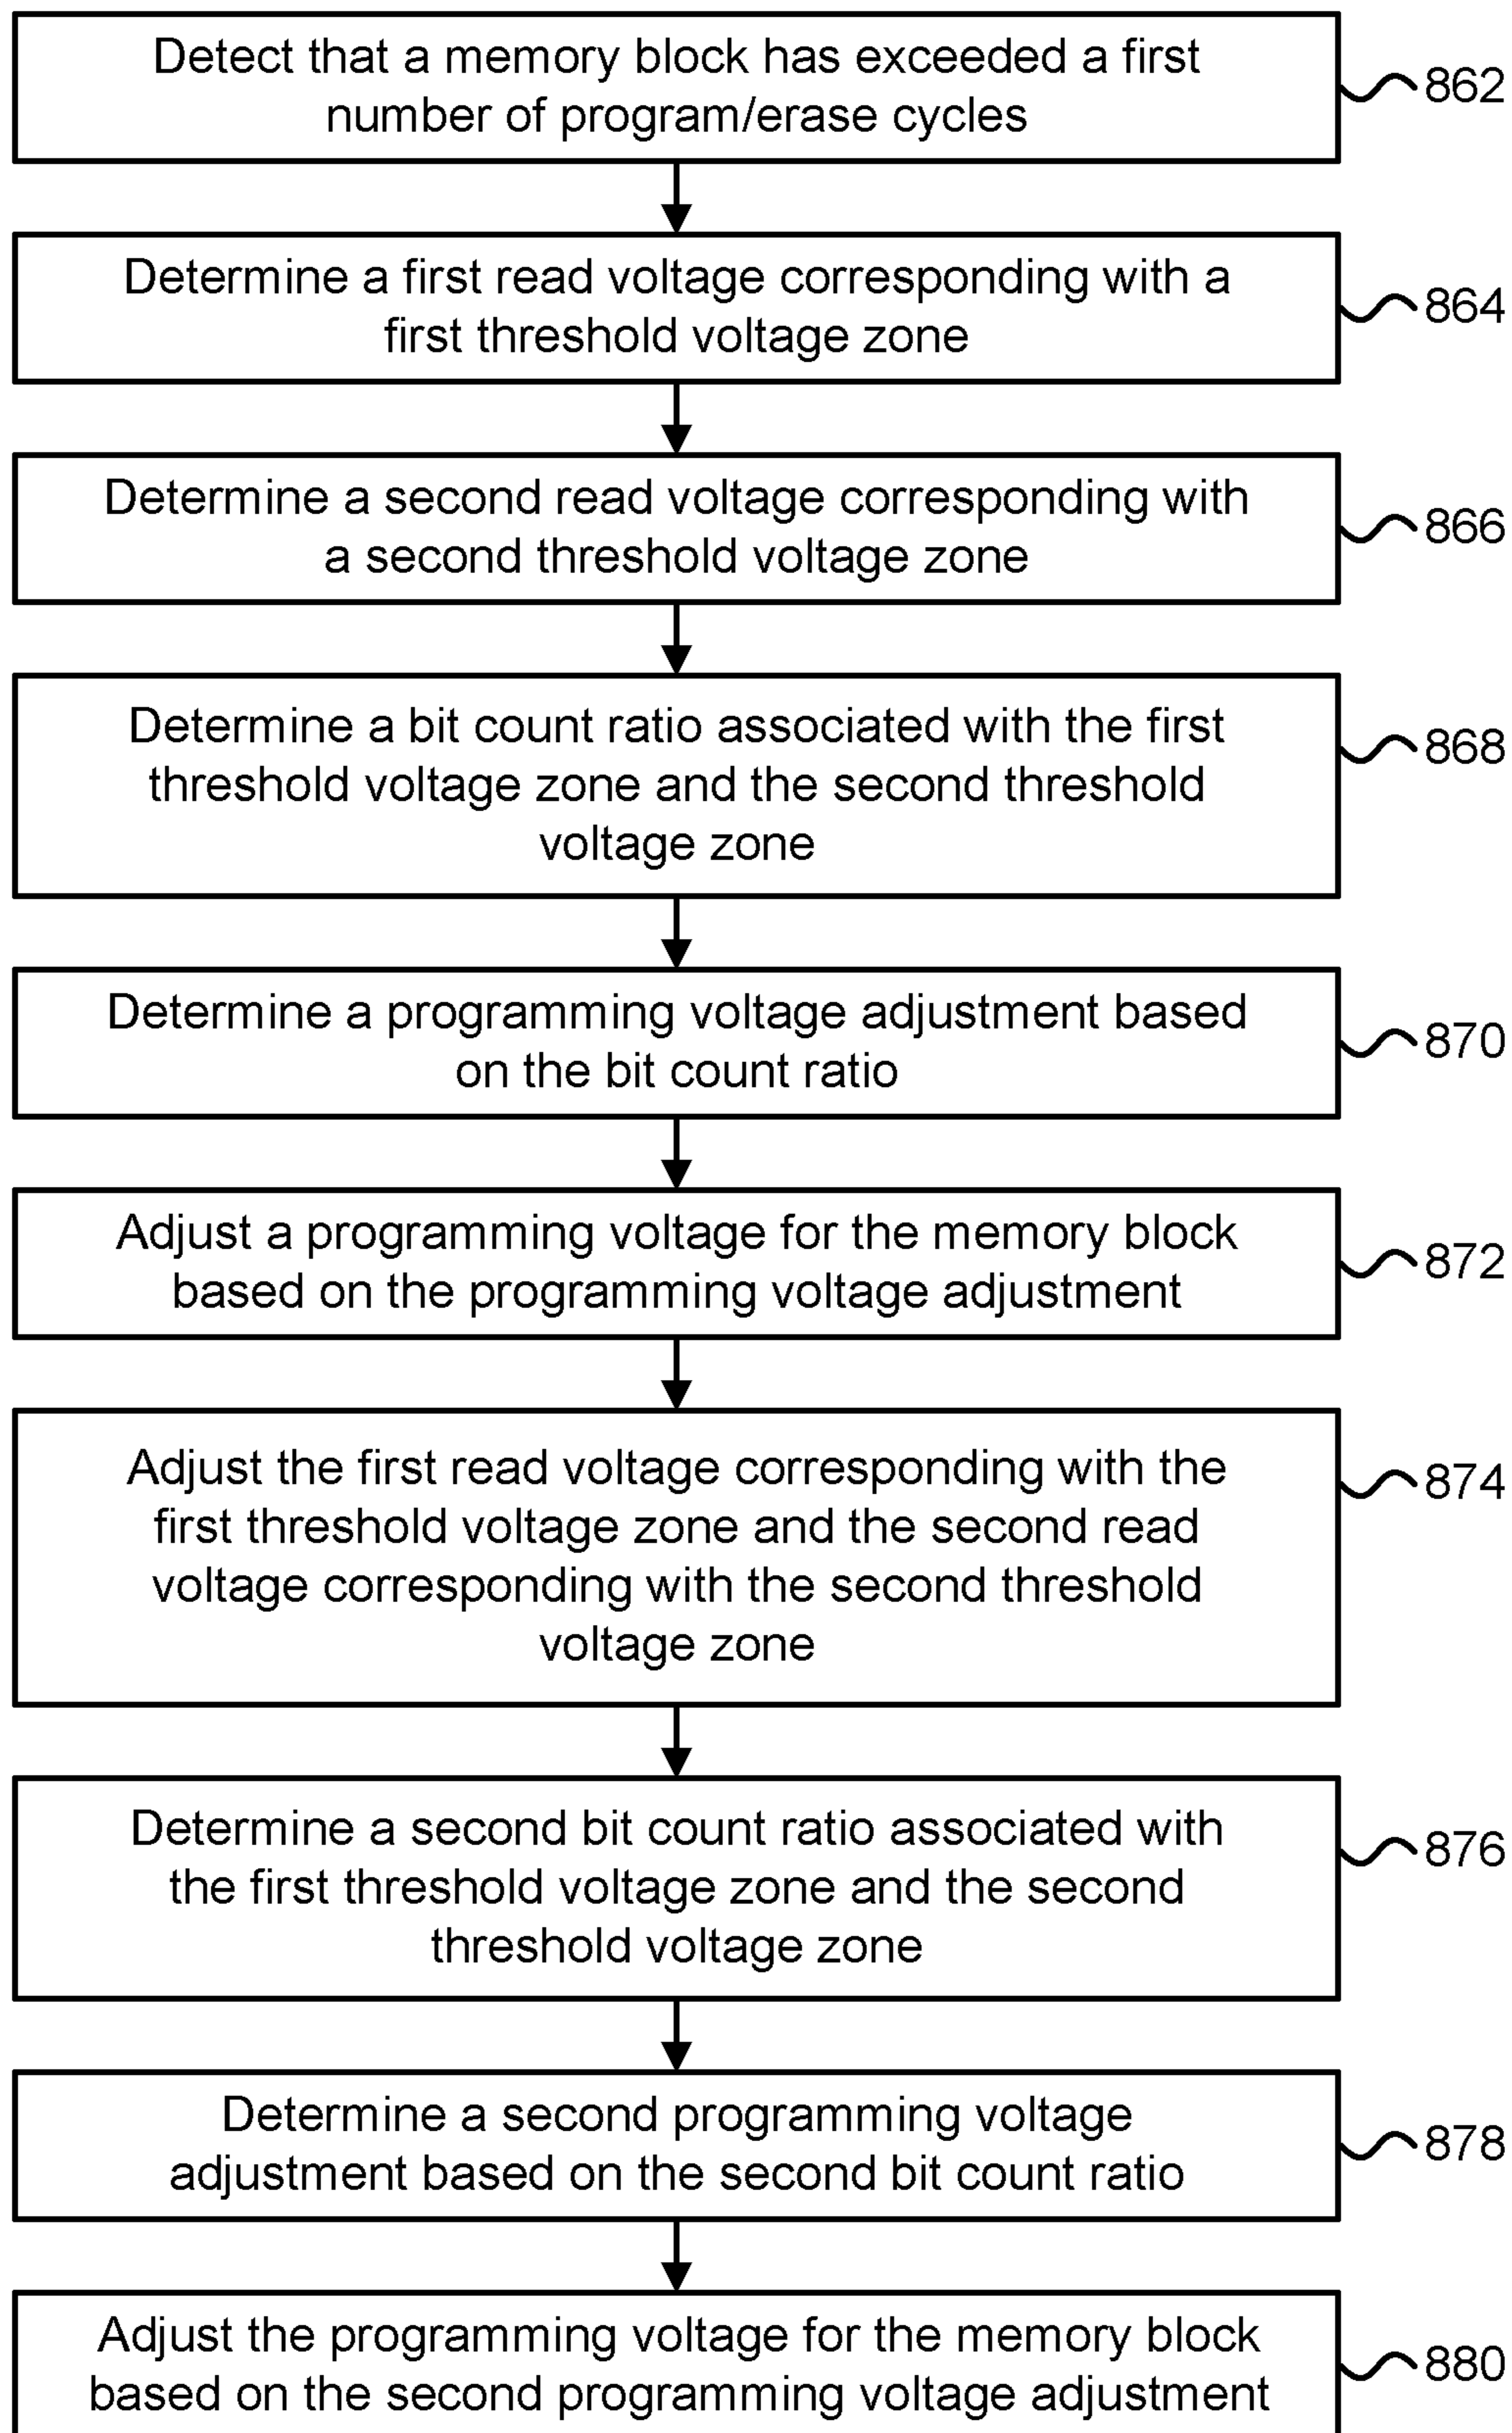 Detect that a memory block has exceeded a first
number of program/erase cycles
862
Determine a first read voltage corresponding with a
first threshold voltage zone
864
Determine a second read voltage corresponding with
a second threshold voltage zone
866
Determine a bit count ratio associated with the first
threshold voltage zone and the second threshold
voltage zone
868
Determine a programming voltage adjustment based
on the bit count ratio
870
Adjust a programming voltage for the memory block
based on the programming voltage adjustment
872
Adjust the first read voltage corresponding with the
first threshold voltage zone and the second read
voltage corresponding with the second threshold
voltage zone
874
Determine a second bit count ratio associated with
the first threshold voltage zone and the second
threshold voltage zone
876
Determine a second programming voltage
adjustment based on the second bit count ratio
878
Adjust the programming voltage for the memory block
based on the second programming voltage adjustment
880